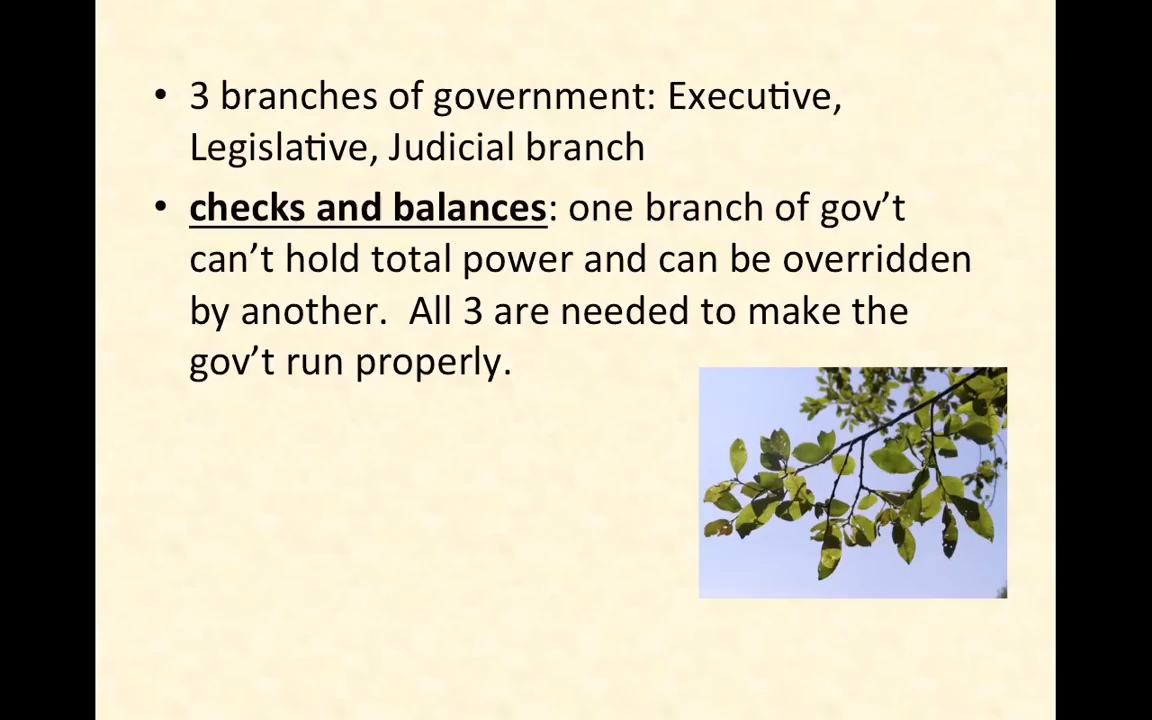 • 3 branches of government: Executive,
Legislative, Judicial branch
• checks and balances: one branch of gov’t
can’t hold total power and can be overridden
by another.  All 3 are needed to make the
gov’t run properly.